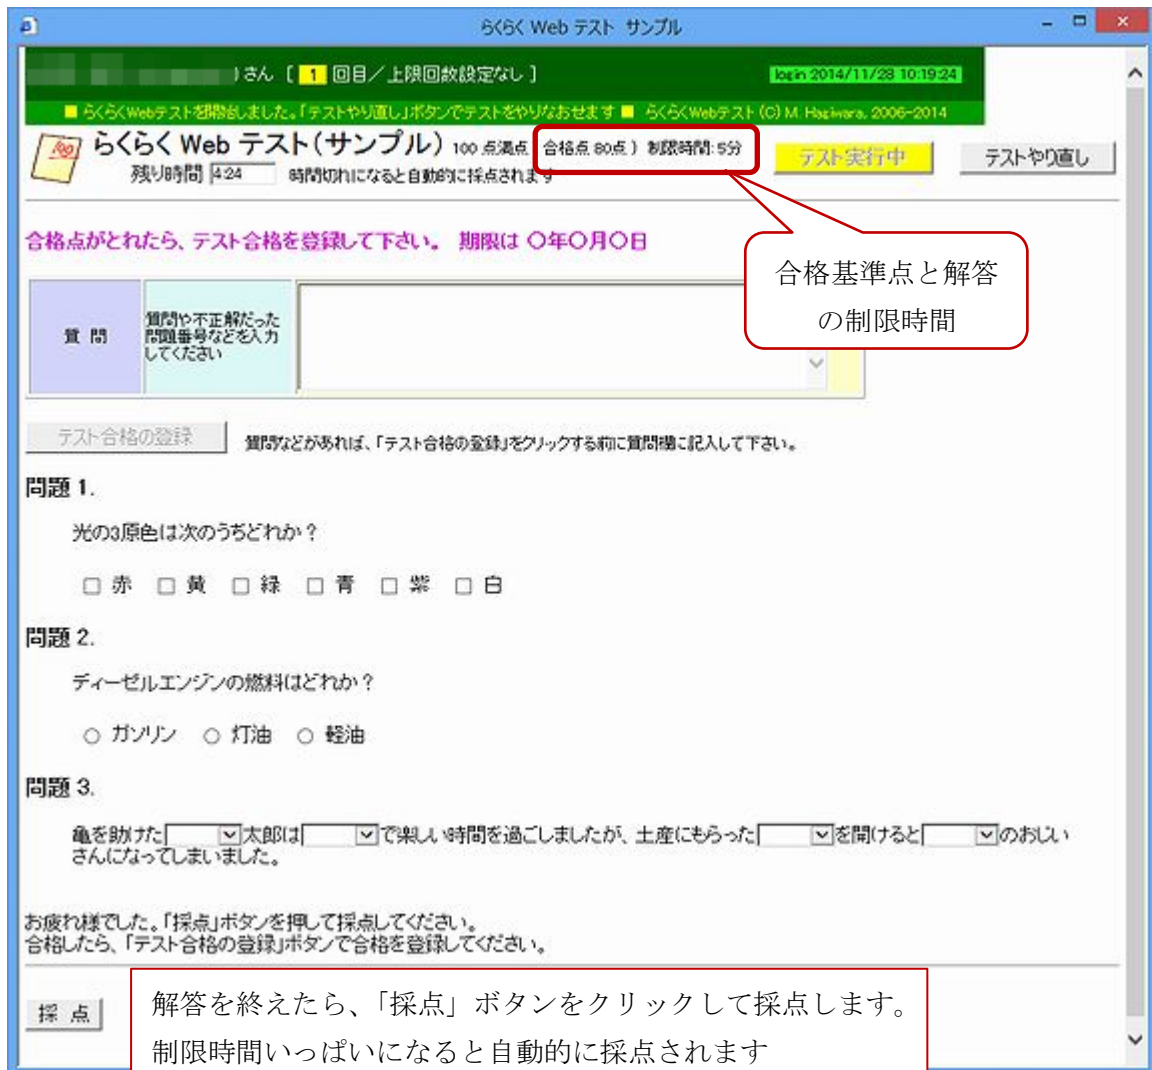 らくらく Web テスト サンプル
さん [ 1 回目／上限回数設定なし ]
login 2014/11/28 10:19:24
■ らくらくWebテストを開始しました。「テストやり直し」ボタンでテストをやりなおせます ■ らくらくWebテスト (C) M. Hagiwara, 2006-2014
らくらく Web テスト(サンプル) 100 点満点 合格点 80点) 制限時間: 5分
テスト実行中
テストやり直し
残り時間 4:24 時間切れになると自動的に採点されます
合格点がとれたら、テスト合格を登録して下さい。 期限は 〇年〇月〇日
合格基準点と解答
の制限時間
質 問
質問や不正解だった
問題番号などを入力
してください
テスト合格の登録
質問などがあれば、「テスト合格の登録」をクリックする前に質問欄に記入して下さい。
問題 1.
光の3原色は次のうちどれか？
□ 赤 □ 黄 □ 緑 □ 青 □ 紫 □ 白
問題 2.
ディーゼルエンジンの燃料はどれか？
○ ガソリン ○ 灯油 ○ 軽油
問題 3.
亀を助けた 太郎は で楽しい時間を過ごしましたが、土産にもらった を開けると のおじい
さんになってしまいました。
お疲れ様でした。「採点」ボタンを押して採点してください。
合格したら、「テスト合格の登録」ボタンで合格を登録してください。
採 点
解答を終えたら、「採点」ボタンをクリックして採点します。
制限時間いっぱいになると自動的に採点されます